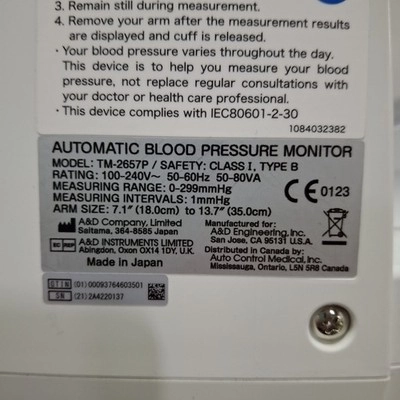 3. Remain still during measurement.
4. Remove your arm after the measurement results
are displayed and cuff is released.
· Your blood pressure varies throughout the day.
This device is to help you measure your blood
pressure, not replace regular consultations with
your doctor or health care professional.
· This device complies with IEC80601-2-30
1084032382
AUTOMATIC BLOOD PRESSURE MONITOR
MODEL: TM-2657P / SAFETY: CLASS I, TYPE B
RATING: 100-240V~ 50-60Hz 50-80VA
MEASURING RANGE: 0-299mmHg
MEASURING INTERVALS: 1mmHg
ARM SIZE: 7.1" (18.0cm) to 13.7" (35.0cm)
CE 0123
A&D Company, Limited
Saitama, 364-8585 Japan
EC REP A&D INSTRUMENTS LIMITED
Abingdon, Oxon OX14 1DY, U.K.
Made in Japan
Manufactured for:
A&D Engineering, Inc.
San Jose, CA 95131 U.S.A.
Distributed in Canada by:
Auto Control Medical, Inc.
Mississauga, Ontario, L5N 5R8 Canada
GTIN (01) 00093764603501
SN (21) 2A4220137